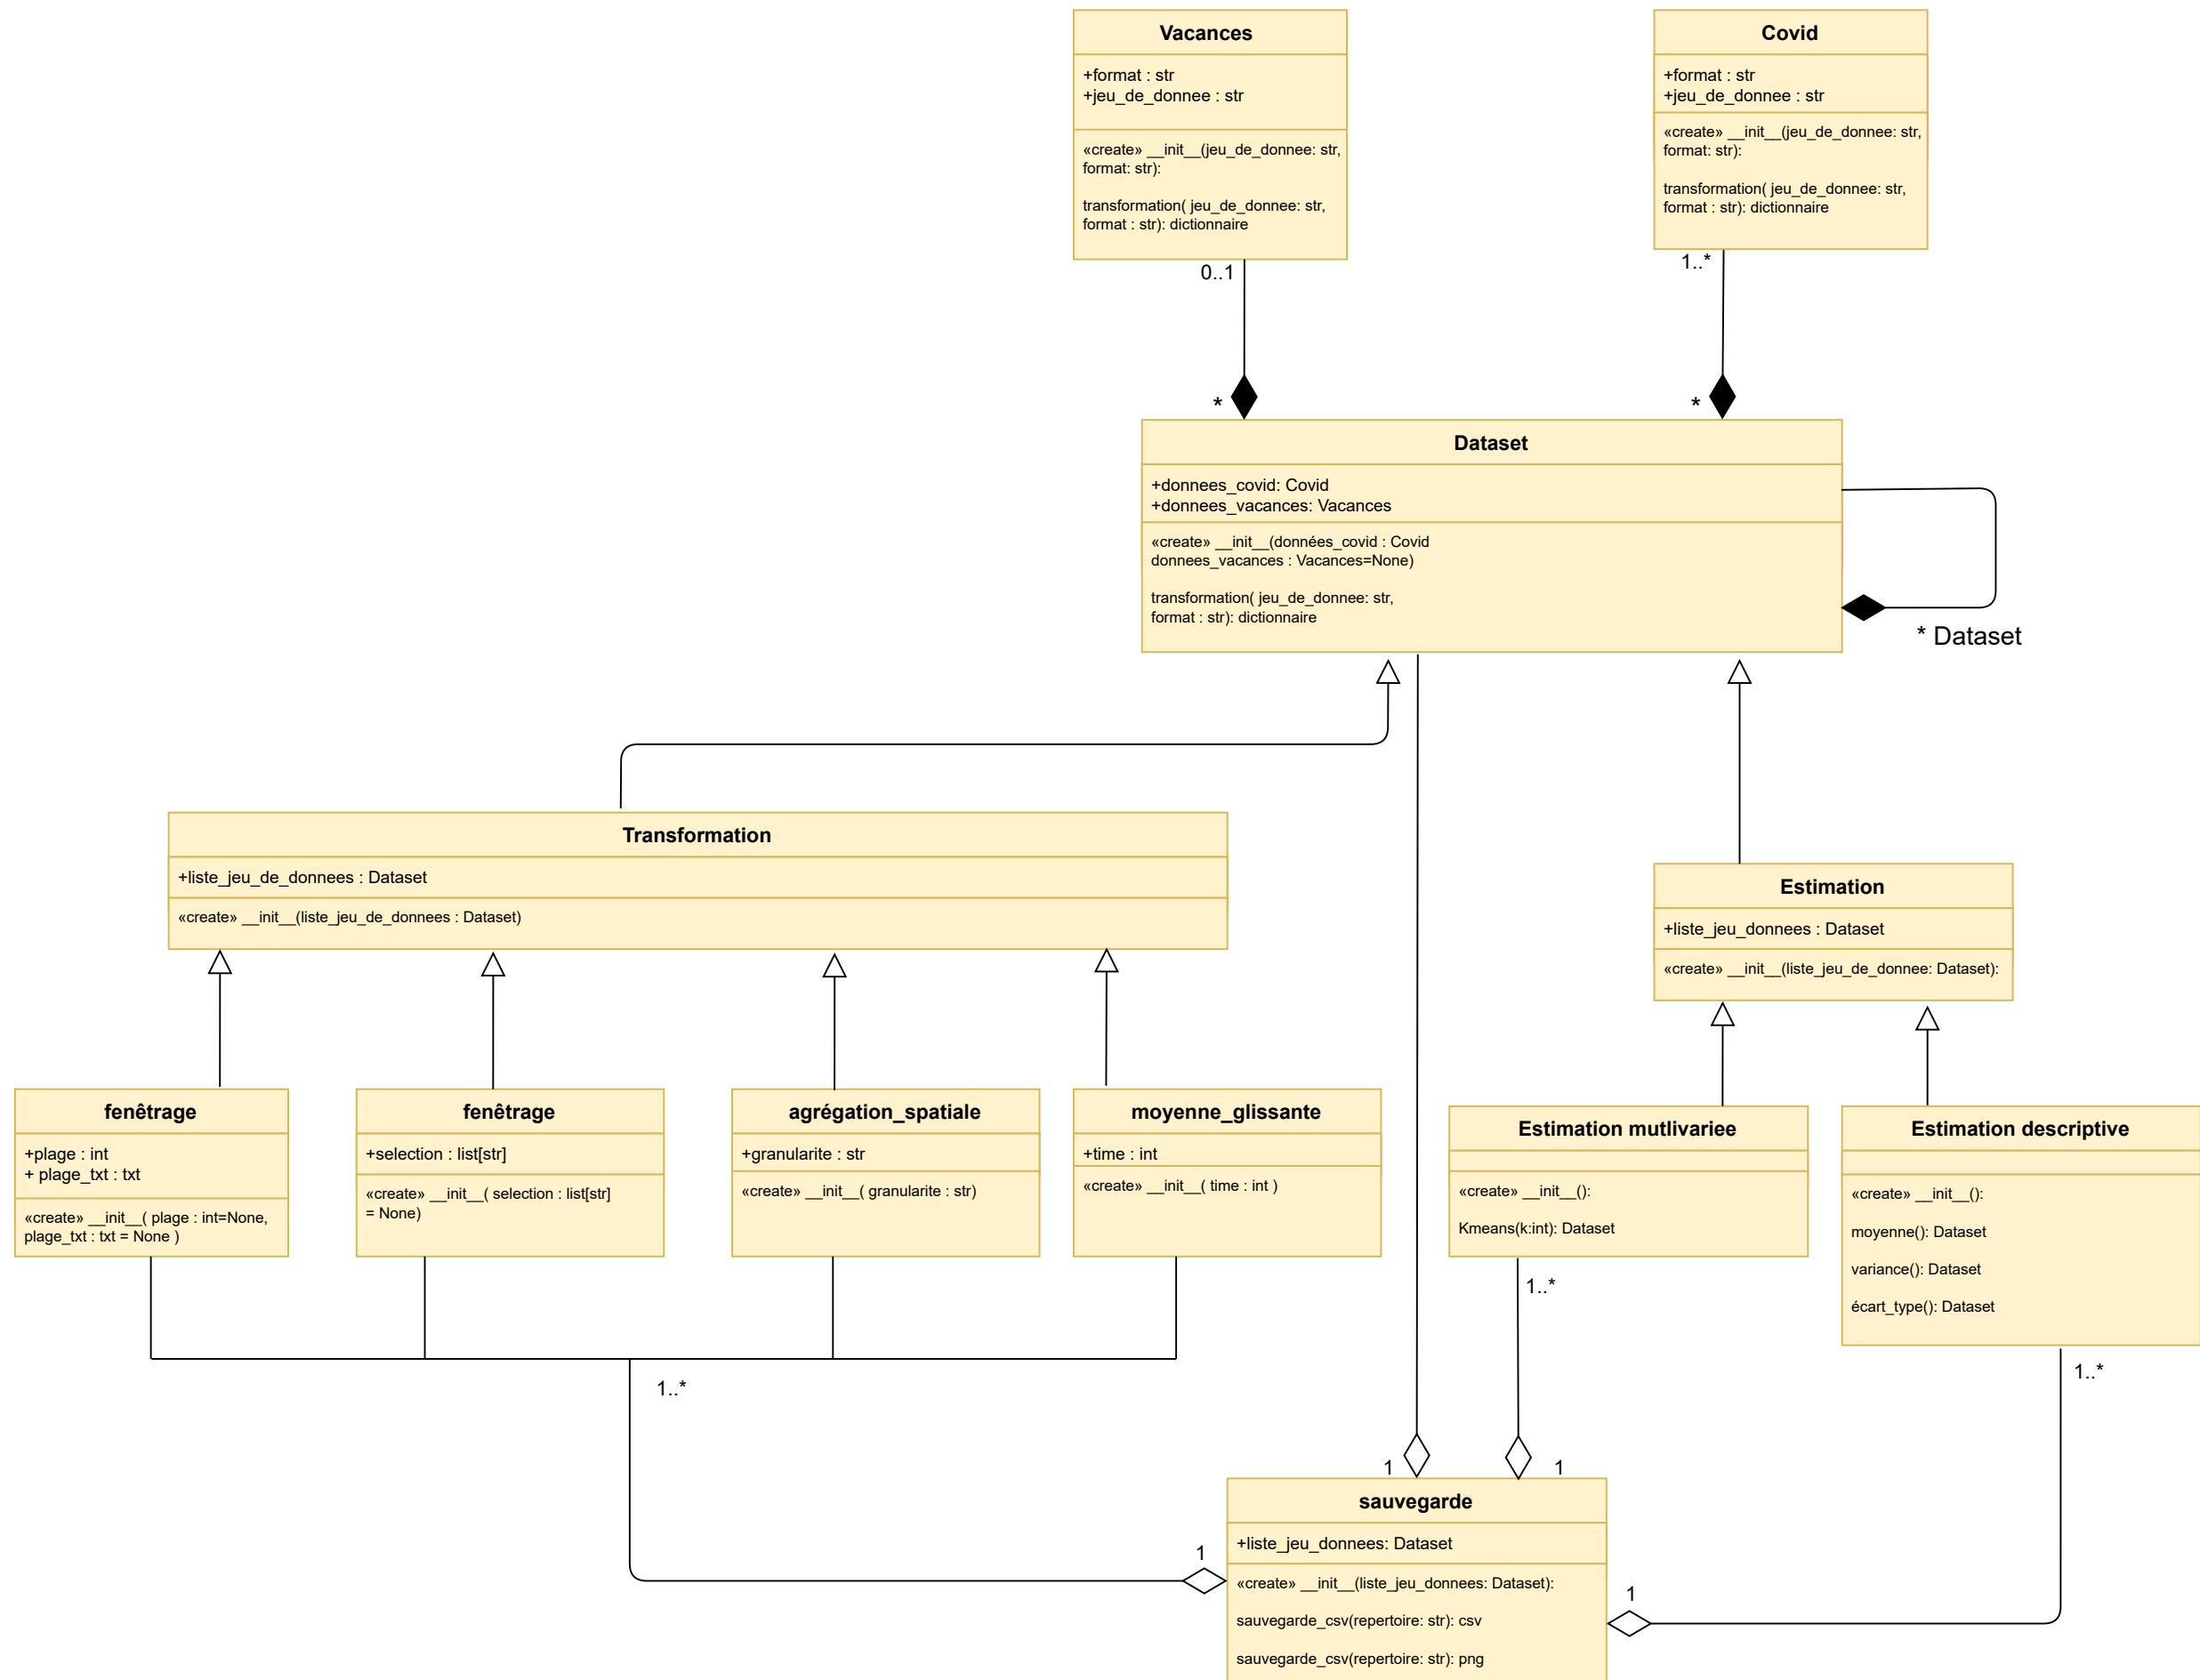 Vacances
+format : str
+jeu_de_donnee : str
«create» __init__(jeu_de_donnee: str,
format: str):
transformation( jeu_de_donnee: str,
format : str): dictionnaire
0..1
*
Covid
+format : str
+jeu_de_donnee : str
«create» __init__(jeu_de_donnee: str,
format: str):
transformation( jeu_de_donnee: str,
format : str): dictionnaire
1..*
*
Dataset
+donnees_covid: Covid
+donnees_vacances: Vacances
«create» __init__(données_covid : Covid
donnees_vacances : Vacances=None)
transformation( jeu_de_donnee: str,
format : str): dictionnaire
* Dataset
Transformation
+liste_jeu_de_donnees : Dataset
«create» __init__(liste_jeu_de_donnees : Dataset)
Estimation
+liste_jeu_donnees : Dataset
«create» __init__(liste_jeu_de_donnee: Dataset):
fenêtrage
+plage : int
+ plage_txt : txt
«create» __init__( plage : int=None,
plage_txt : txt = None )
fenêtrage
+selection : list[str]
«create» __init__( selection : list[str]
= None)
agrégation_spatiale
+granularite : str
«create» __init__( granularite : str)
moyenne_glissante
+time : int
«create» __init__( time : int )
Estimation mutlivariee
«create» __init__():
Kmeans(k:int): Dataset
Estimation descriptive
«create» __init__():
moyenne(): Dataset
variance(): Dataset
écart_type(): Dataset
1..*
1..*
1..*
1
1
sauvegarde
+liste_jeu_donnees: Dataset
«create» __init__(liste_jeu_donnees: Dataset):
sauvegarde_csv(repertoire: str): csv
sauvegarde_csv(repertoire: str): png
1
1